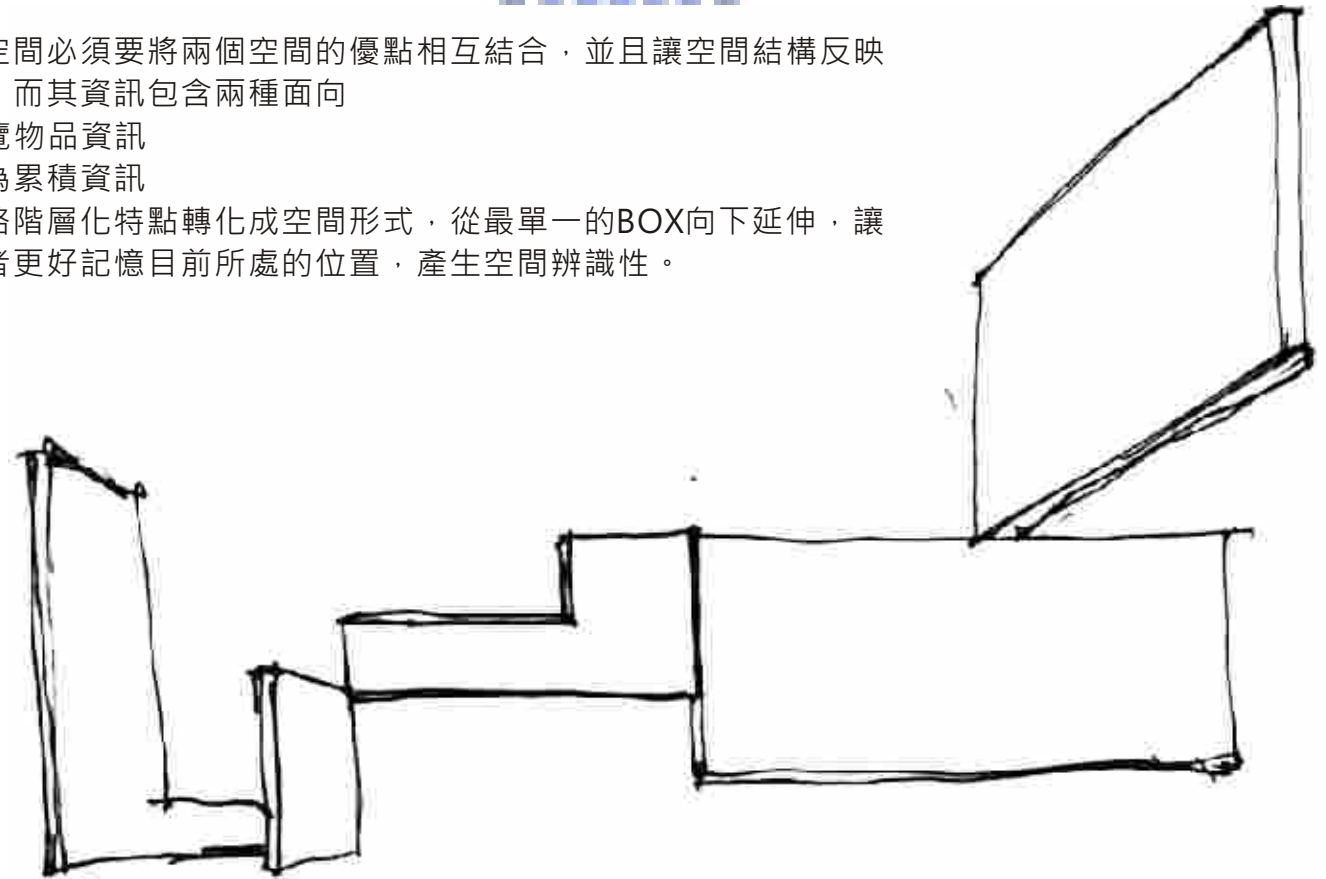 空間必須要將兩個空間的優點相互結合，並且讓空間結構反映
，而其資訊包含兩種面向
覽物品資訊
為累積資訊
階層化特點轉化成空間形式，從最單一的BOX向下延伸，讓
者更好記憶目前所處的位置，產生空間辨識性。